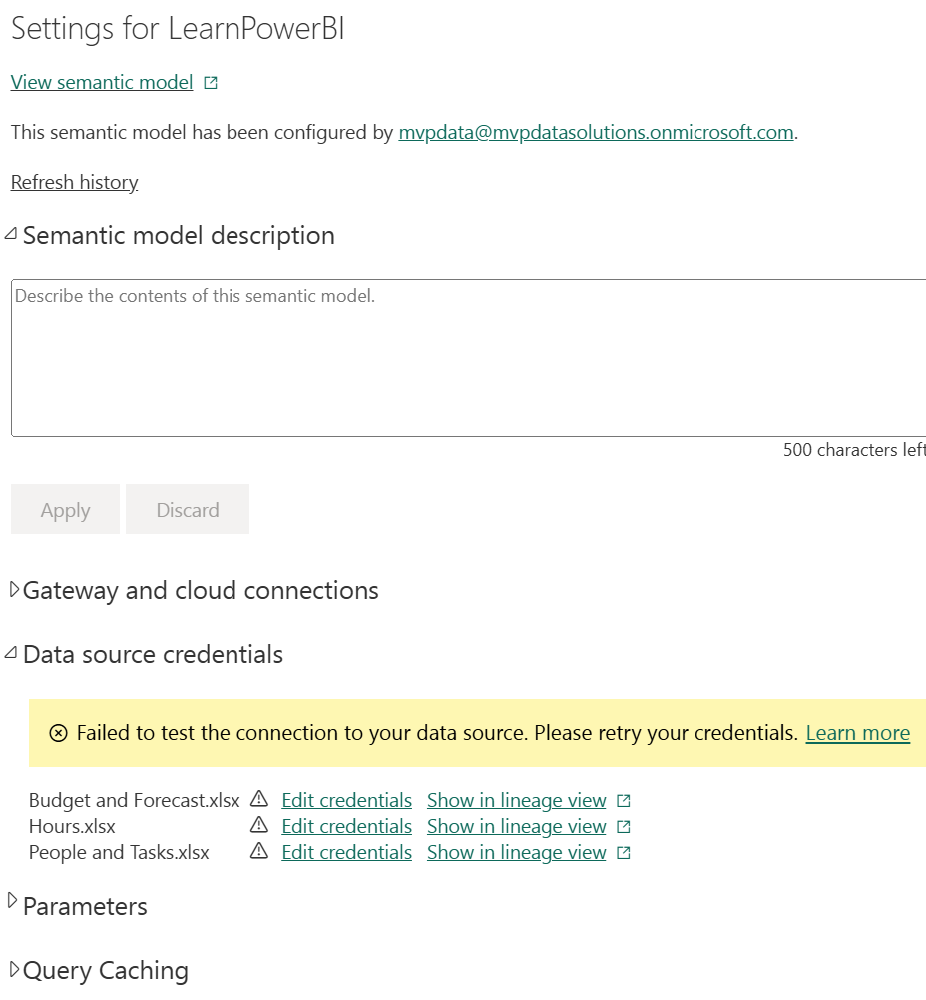 Settings for LearnPowerBI
View semantic model
This semantic model has been configured by mvpdata@mvpdatasolutions.onmicrosoft.com.
Refresh history
Semantic model description
Describe the contents of this semantic model.
500 characters left
Apply Discard
Gateway and cloud connections
Data source credentials
Failed to test the connection to your data source. Please retry your credentials. Learn more
Budget and Forecast.xlsx Edit credentials Show in lineage view
Hours.xlsx Edit credentials Show in lineage view
People and Tasks.xlsx Edit credentials Show in lineage view
Parameters
Query Caching